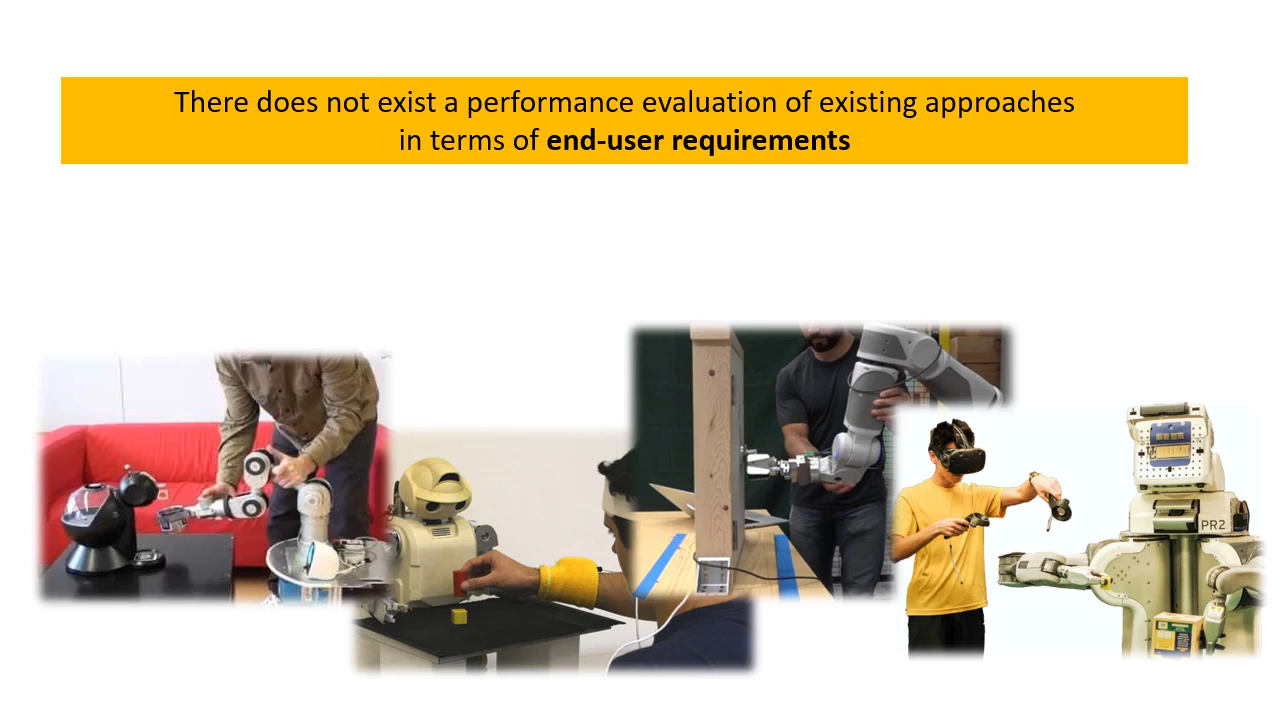 There does not exist a performance evaluation of existing approaches
in terms of end-user requirements
PR2